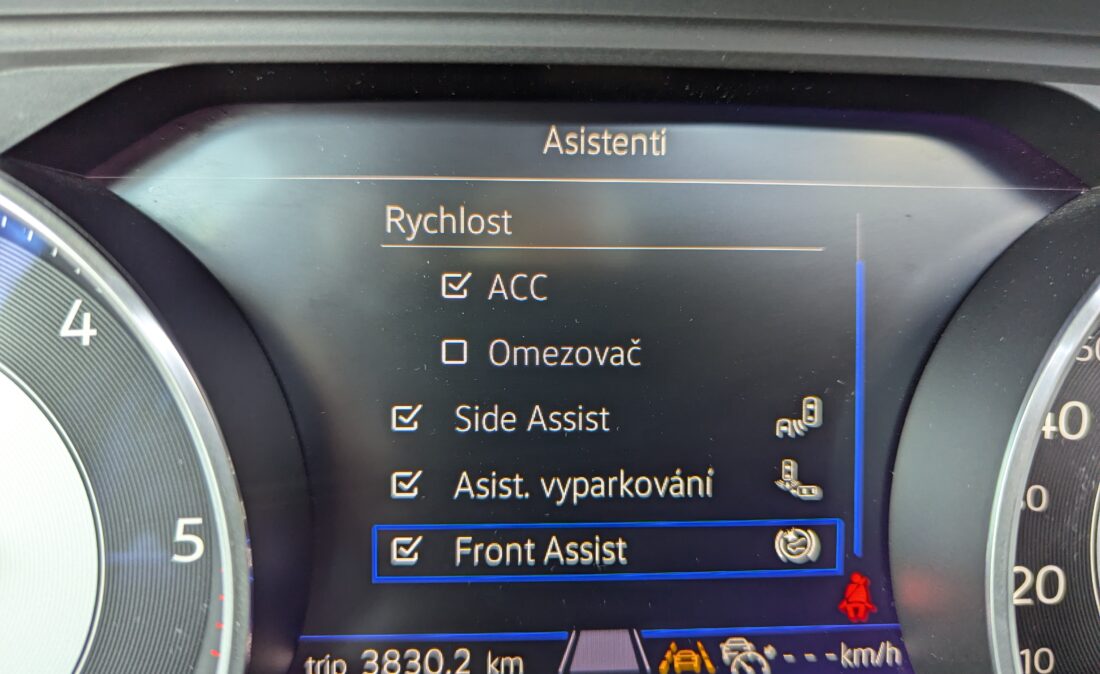 Asistenti
Rychlost
ACC
Omezovač
Side Assist
Asist. vyparkování
Front Assist
trip 3830.2 km
---km/h
4
5
40
20
10